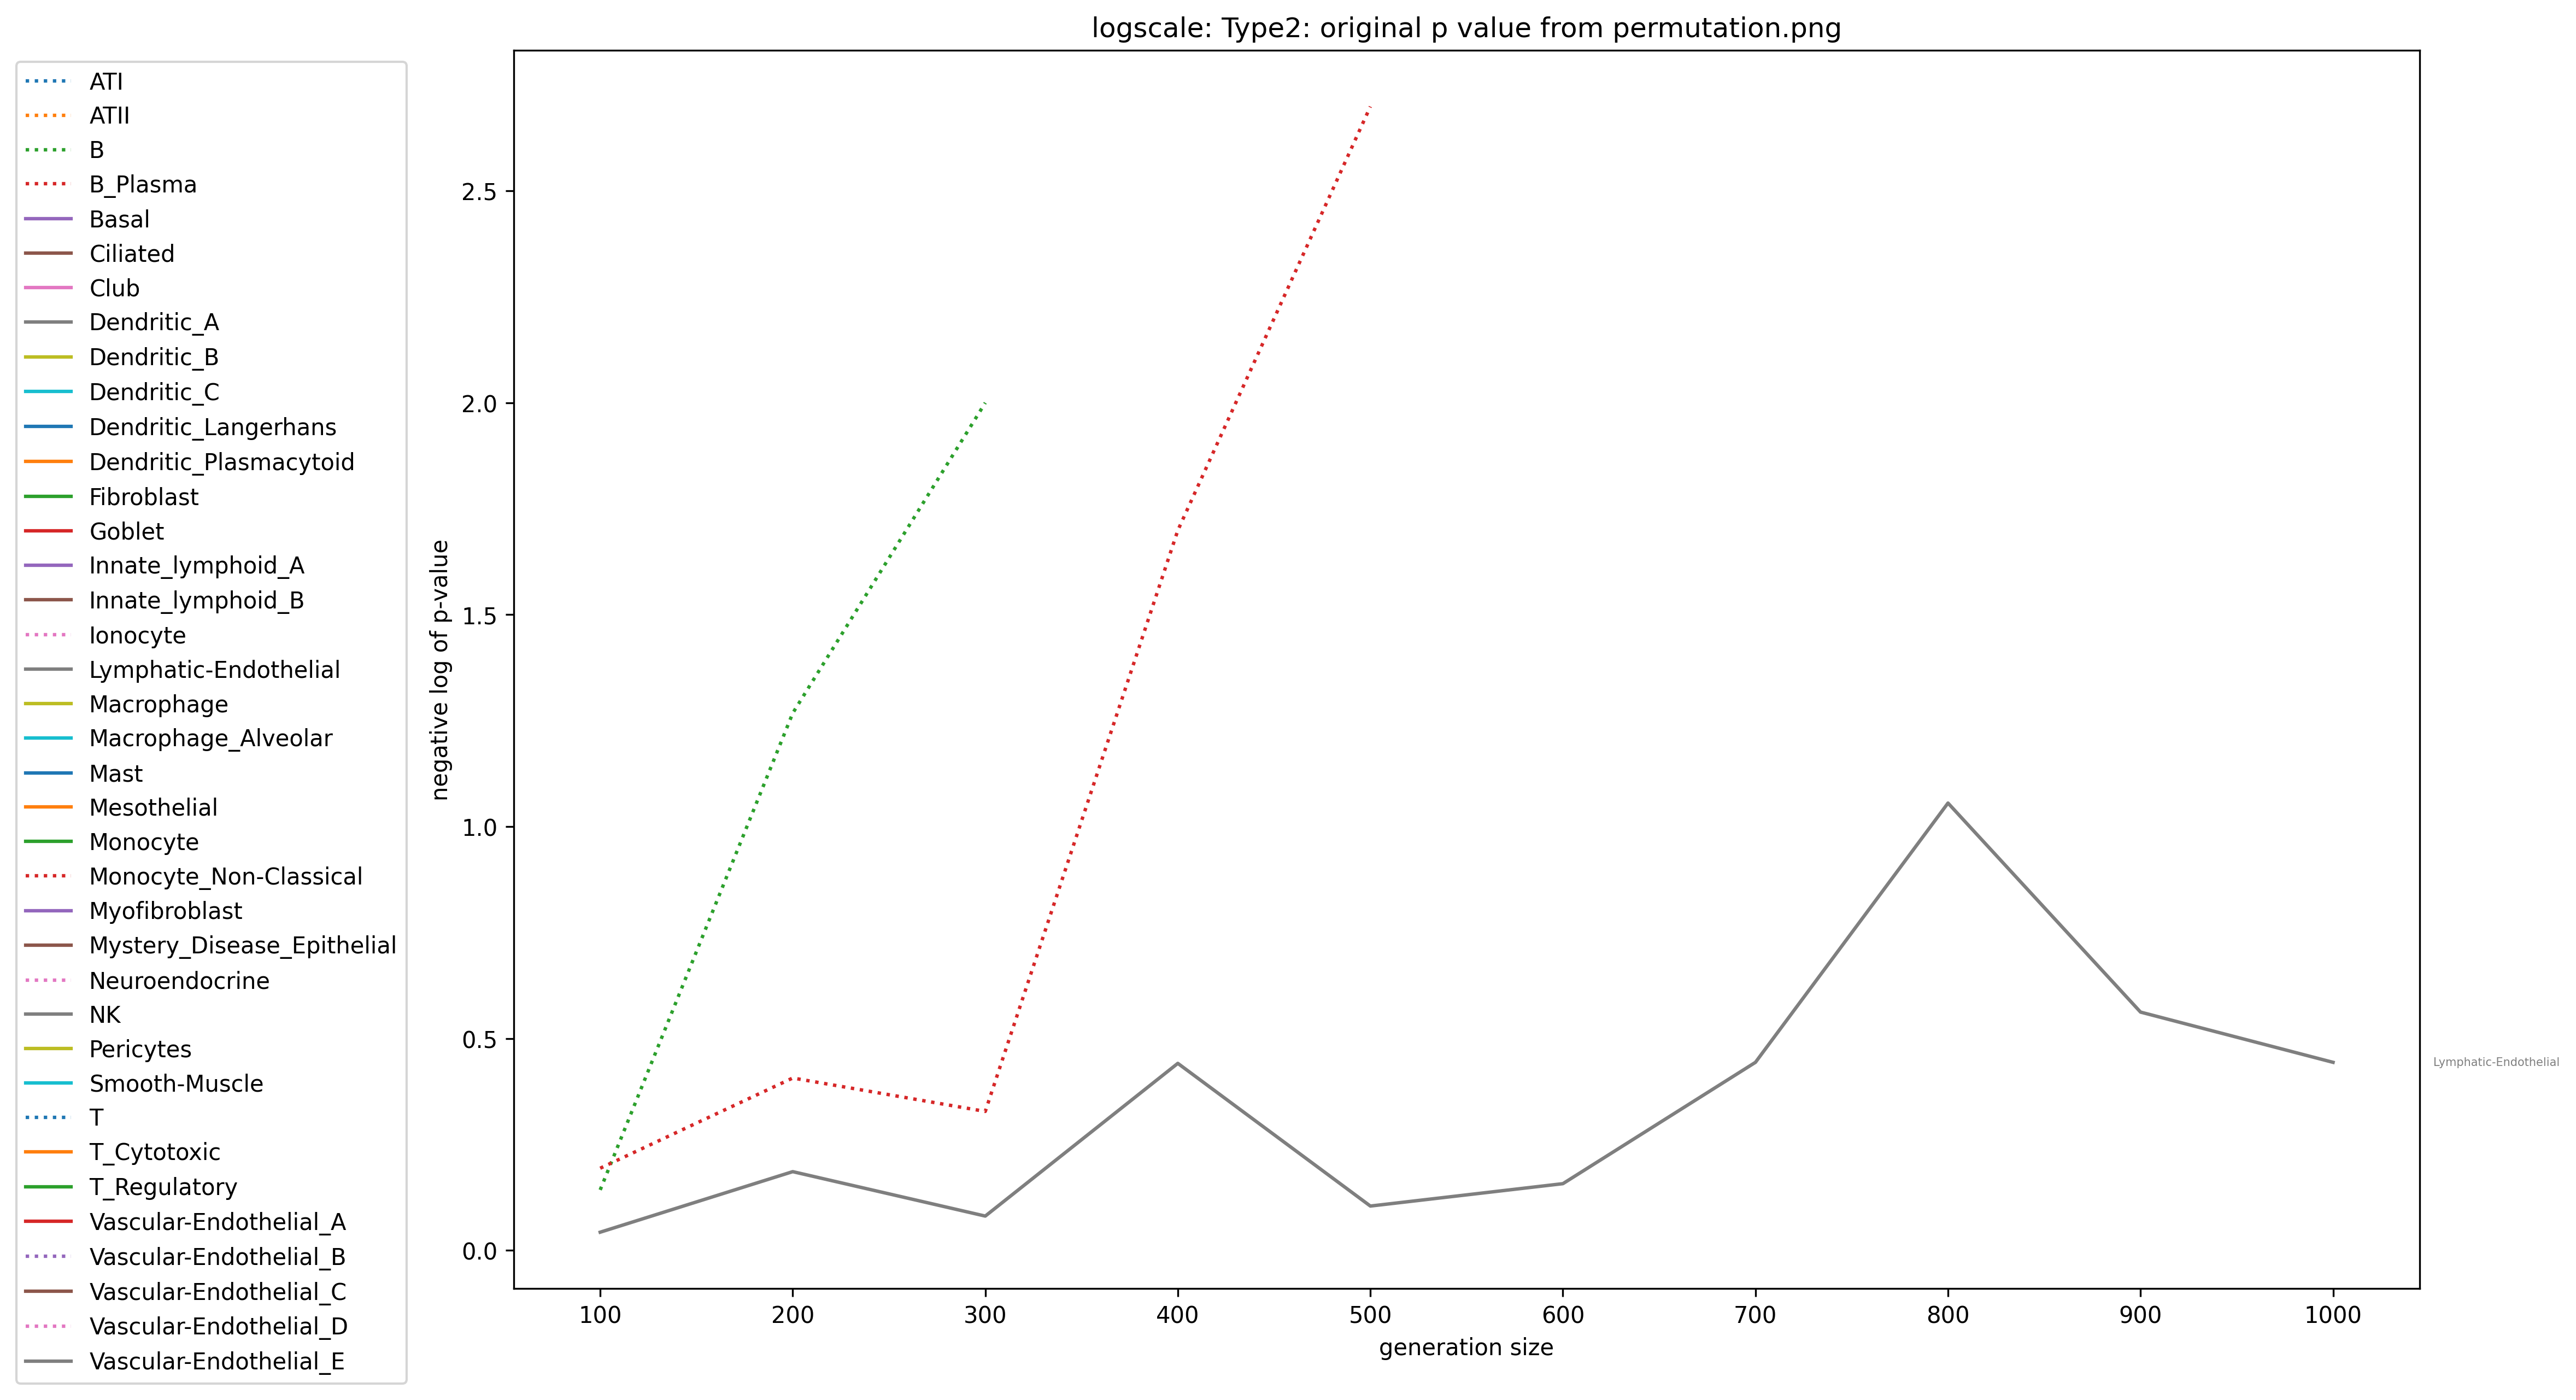 logscale: Type2: original p value from permutation.png
ATI
ATII
B
B_Plasma
Basal
Ciliated
Club
Dendritic_A
Dendritic_B
Dendritic_C
Dendritic_Langerhans
Dendritic_Plasmacytoid
Fibroblast
Goblet
Innate_lymphoid_A
Innate_lymphoid_B
Ionocyte
Lymphatic-Endothelial
Macrophage
Macrophage_Alveolar
Mast
Mesothelial
Monocyte
Monocyte_Non-Classical
Myofibroblast
Mystery_Disease_Epithelial
Neuroendocrine
NK
Pericytes
Smooth-Muscle
T
T_Cytotoxic
T_Regulatory
Vascular-Endothelial_A
Vascular-Endothelial_B
Vascular-Endothelial_C
Vascular-Endothelial_D
Vascular-Endothelial_E
negative log of p-value
2.5
2.0
1.5
1.0
0.5
0.0
Lymphatic-Endothelial
100 200 300 400 500 600 700 800 900 1000
generation size